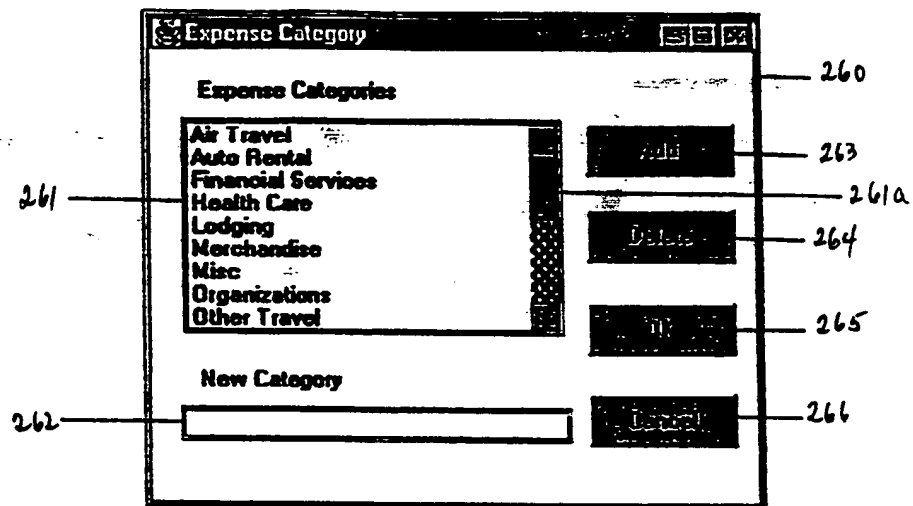 Expense Category
260
Expense Categories
Air Travel
Auto Rental
Financial Services
Health Care
Lodging
Merchandise
Misc
Organizations
Other Travel
Add
263
261
261a
Delete
264
OK
265
New Category
262
Cancel
266